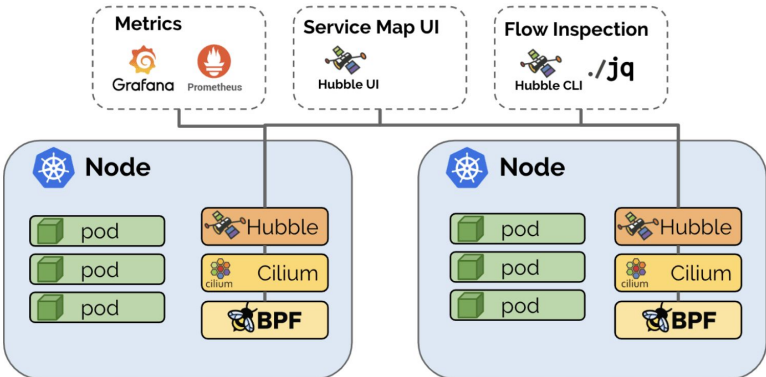 Metrics
Grafana
Prometheus
Service Map UI
Hubble UI
Flow Inspection
Hubble CLI
./jq
Node
pod
pod
pod
Hubble
cilium
Cilium
BPF
Node
pod
pod
pod
Hubble
cilium
Cilium
BPF